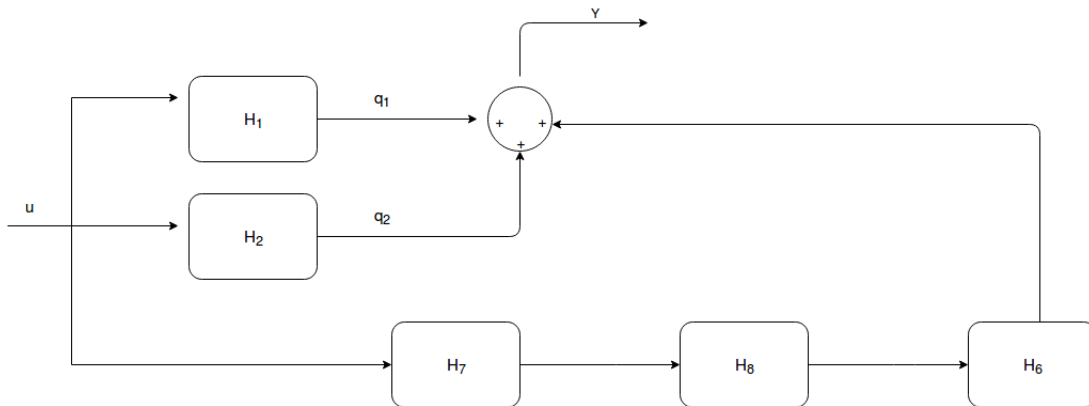 Y
q₁
H₁
+ +
+
u
q₂
H₂
H₇
H₈
H₆